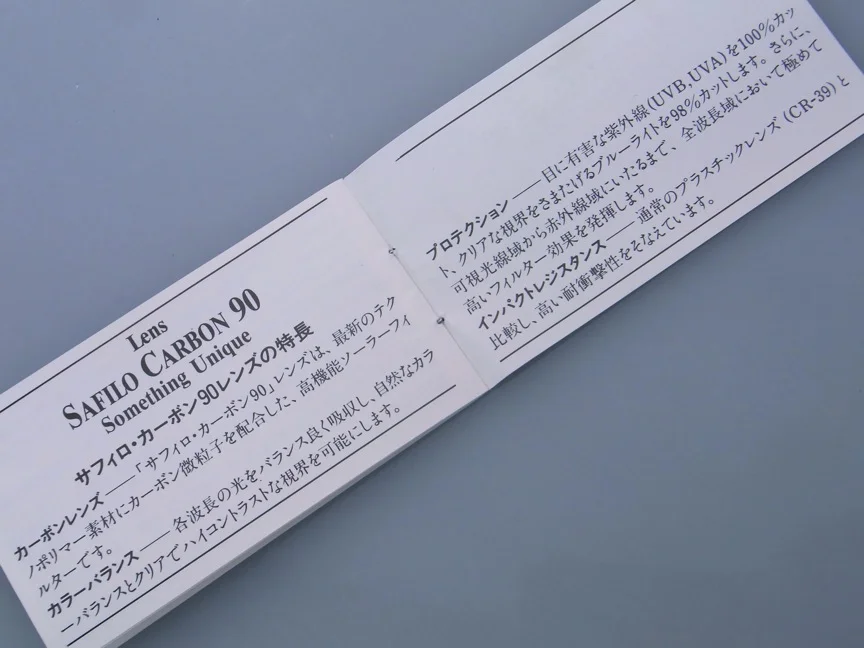 Lens
SAFILO CARBON 90
Something Unique
サフィロ・カーボン90レンズの特長
カーボンレンズ――「サフィロ・カーボン90」レンズは、最新のテク
ノポリマー素材にカーボン微粒子を配合した、高機能ソーラーフィ
ルターです。
カラーバランス――各波長の光をバランス良く吸収し、自然なカラ
ーバランスとクリアでハイコントラストな視界を可能にします。
プロテクション――目に有害な紫外線(UVB,UVA)を100%カッ
ト、クリアな視界をさまたげるブルーライトを98%カットします。さらに、
可視光線域から赤外線域にいたるまで、全波長域において極めて
高いフィルター効果を発揮します。
インパクトレジスタンス――通常のプラスチックレンズ(CR-39)と
比較し、高い耐衝撃性をそなえています。